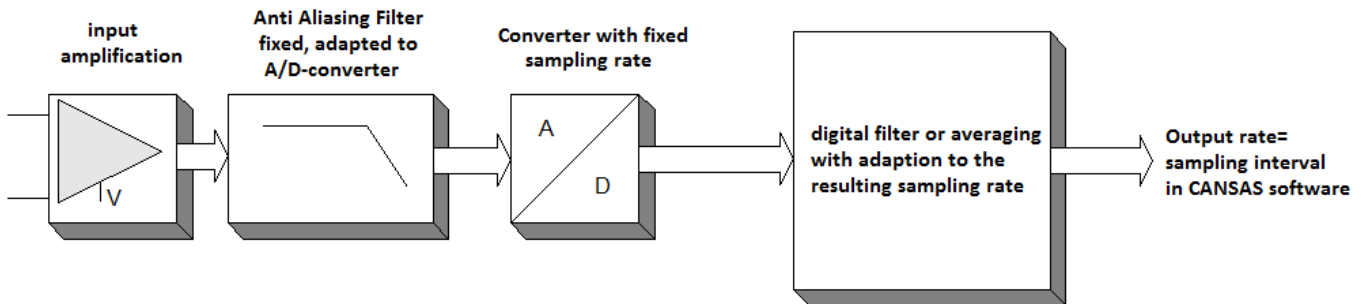 input
amplification
Anti Aliasing Filter
fixed, adapted to
A/D-converter
Converter with fixed
sampling rate
V
A
D
digital filter or averaging
with adaption to the
resulting sampling rate
Output rate=
sampling interval
in CANSAS software